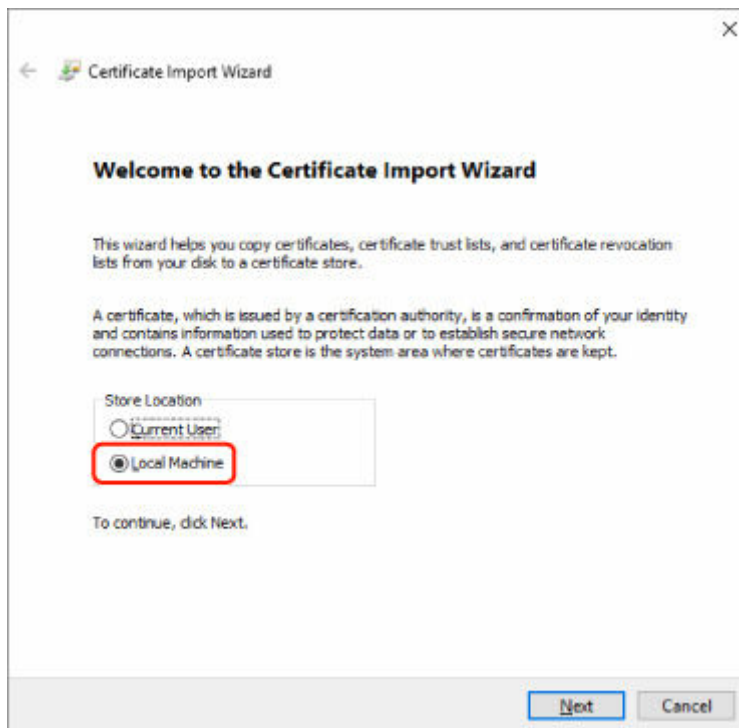 Certificate Import Wizard
Welcome to the Certificate Import Wizard
This wizard helps you copy certificates, certificate trust lists, and certificate revocation
lists from your disk to a certificate store.
A certificate, which is issued by a certification authority, is a confirmation of your identity
and contains information used to protect data or to establish secure network
connections. A certificate store is the system area where certificates are kept.
Store Location
Current User
Local Machine
To continue, click Next.
Next
Cancel